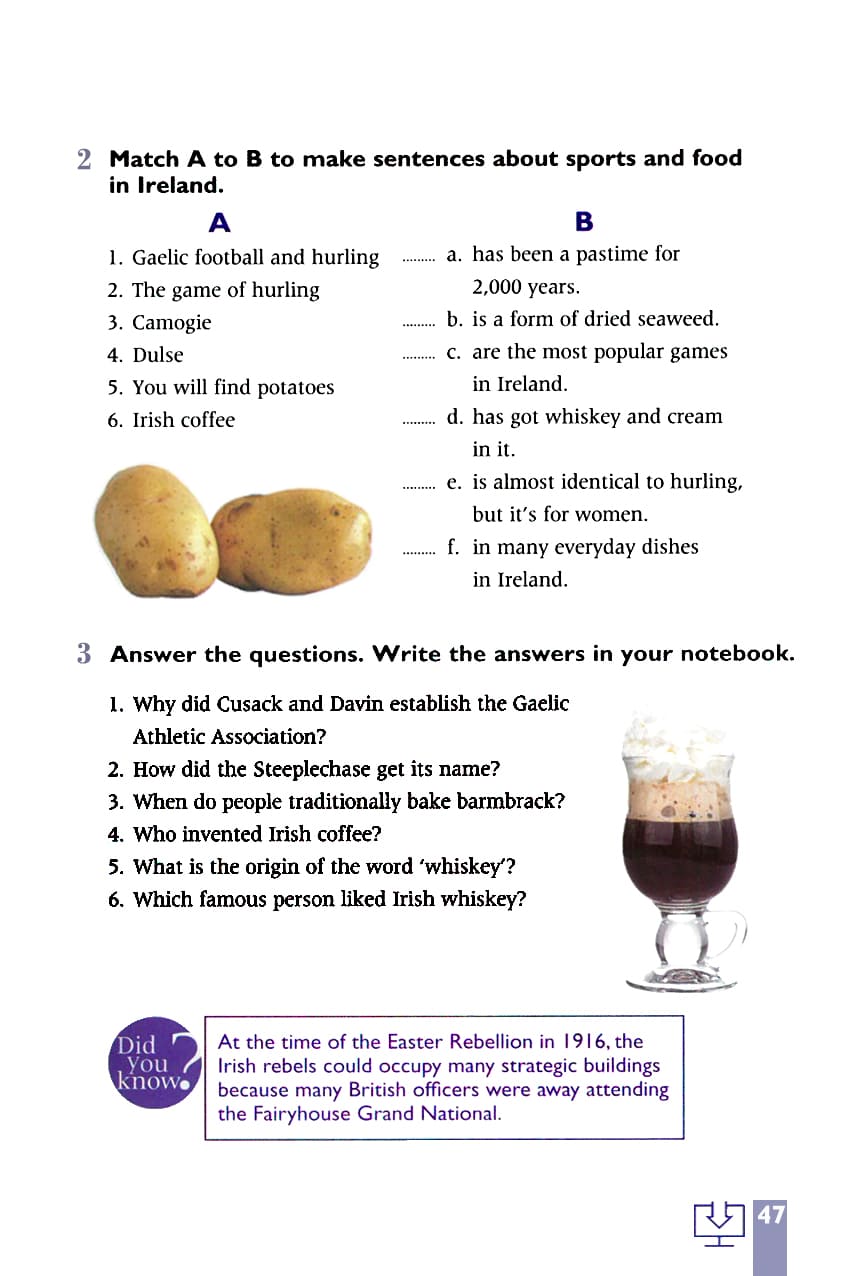 2 Match A to B to make sentences about sports and food
in Ireland.
A
B
1. Gaelic football and hurling
2. The game of hurling
3. Camogie
4. Dulse
5. You will find potatoes
6. Irish coffee
......... a. has been a pastime for
2,000 years.
......... b. is a form of dried seaweed.
......... c. are the most popular games
in Ireland.
......... d. has got whiskey and cream
in it.
......... e. is almost identical to hurling,
but it's for women.
......... f. in many everyday dishes
in Ireland.
3 Answer the questions. Write the answers in your notebook.
1. Why did Cusack and Davin establish the Gaelic
Athletic Association?
2. How did the Steeplechase get its name?
3. When do people traditionally bake barmbrack?
4. Who invented Irish coffee?
5. What is the origin of the word 'whiskey'?
6. Which famous person liked Irish whiskey?
Did
You
know?
At the time of the Easter Rebellion in 1916, the
Irish rebels could occupy many strategic buildings
because many British officers were away attending
the Fairyhouse Grand National.
47